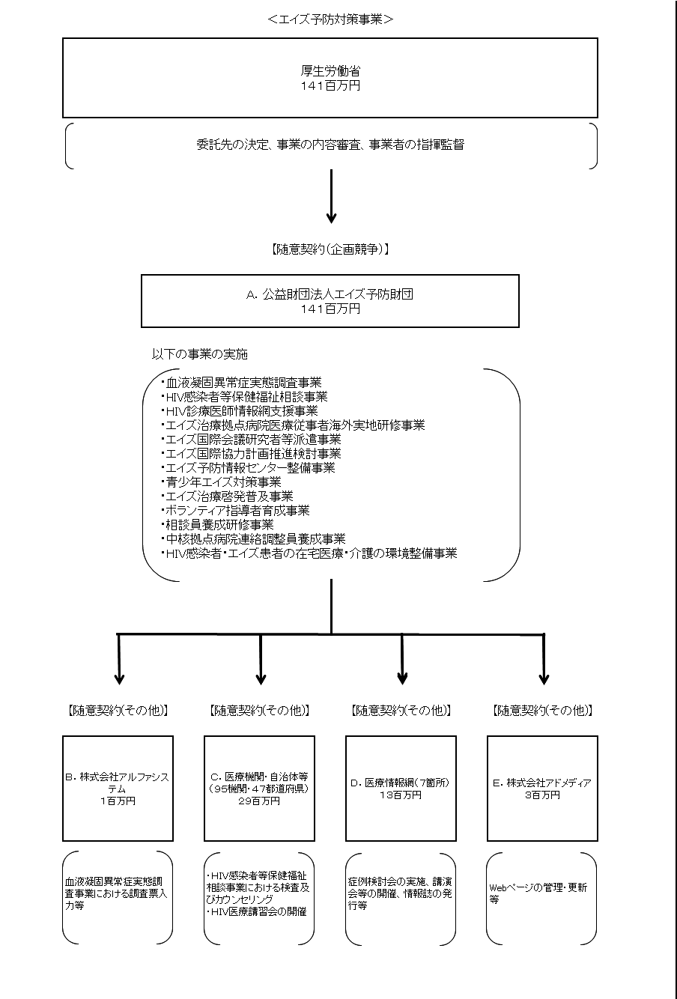 ＜エイズ予防対策事業＞
厚生労働省
１４１百万円
委託先の決定、事業の内容審査、事業者の指揮監督
【随意契約（企画競争）】
Ａ．公益財団法人エイズ予防財団
１４１百万円
以下の事業の実施
・血液凝固異常症実態調査事業
・HIV感染者等保健福祉相談事業
・HIV診療医師情報網支援事業
・エイズ治療拠点病院医療従事者海外実地研修事業
・エイズ国際会議研究者等派遣事業
・エイズ国際協力計画推進検討事業
・エイズ予防情報センター整備事業
・青少年エイズ対策事業
・エイズ治療啓発普及事業
・ボランティア指導者育成事業
・相談員養成研修事業
・中核拠点病院連絡調整員養成事業
・HIV感染者・エイズ患者の在宅医療・介護の環境整備事業
【随意契約(その他)】
【随意契約(その他)】
【随意契約(その他)】
【随意契約(その他)】
Ｂ．株式会社アルファシス
テム
１百万円
Ｃ．医療機関・自治体等
（９５機関・４７都道府県）
２９百万円
Ｄ．医療情報網（７箇所）
１３百万円
Ｅ．株式会社アドメディア
３百万円
血液凝固異常症実態調
査事業における調査票入
力等
・HIV感染者等保健福祉
相談事業における検査及
びカウンセリング
・HIV医療講習会の開催
症例検討会の実施、講演
会等の開催、情報誌の発
行等
Webページの管理・更新
等